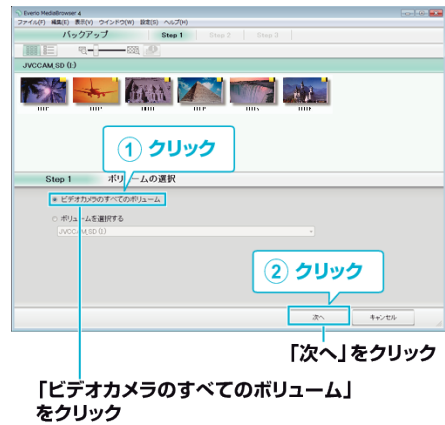 Everio MediaBrowser 4
ファイル(F) 編集(E) 表示(V) ウインドウ(W) 設定(S) ヘルプ(H)
バックアップ Step 1 Step 2 Step 3
JVCCAM_SD (I:)
① クリック
Step 1 ボリュームの選択
ビデオカメラのすべてのボリューム
ボリュームを選択する
JVCCAM_SD (I:)
② クリック
次へ キャンセル
「次へ」をクリック
「ビデオカメラのすべてのボリューム」
をクリック